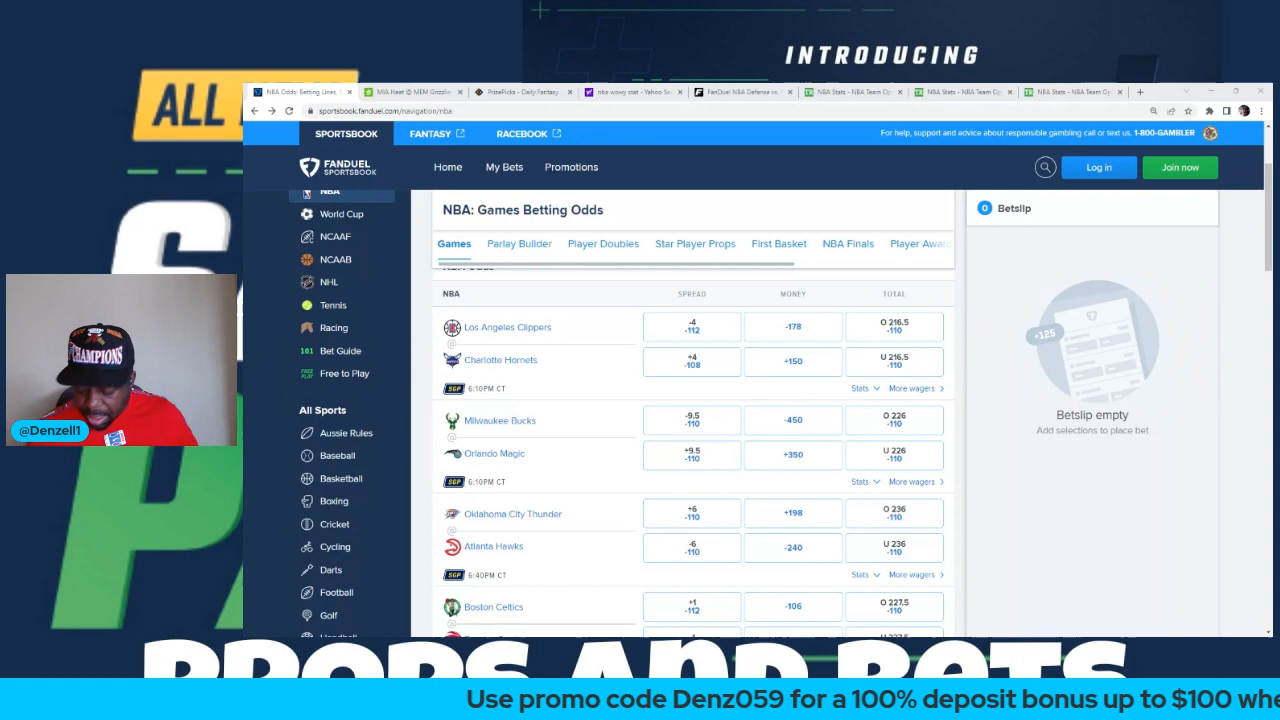 INTRODUCING
ALL
NBA Odds: Betting Lines,
MIA Heat @ MEM Grizzlie
PrizePicks - Daily Fantasy
nba wowy stat - Yahoo Se
FanDuel NBA Defense vs.
NBA Stats - NBA Team Op
NBA Stats - NBA Team Op
NBA Stats - NBA Team Op
sportsbook.fanduel.com/navigation/nba
SPORTSBOOK
FANTASY
RACEBOOK
For help, support and advice about responsible gambling call or text us. 1-800-GAMBLER
FANDUEL
SPORTSBOOK
Home
My Bets
Promotions
Log in
Join now
NBA
World Cup
NCAAF
NCAAB
NHL
Tennis
Racing
101 Bet Guide
FREE PLAY Free to Play
All Sports
Aussie Rules
Baseball
Basketball
Boxing
Cricket
Cycling
Darts
Football
Golf
NBA: Games Betting Odds
Games
Parlay Builder
Player Doubles
Star Player Props
First Basket
NBA Finals
Player Awar
NBA SPREAD MONEY TOTAL
Los Angeles Clippers -4 -112 -178 O 216.5 -110
@
Charlotte Hornets +4 -108 +150 U 216.5 -110
SGP 6:10PM CT Stats More wagers
Milwaukee Bucks -9.5 -110 -450 O 226 -110
@
Orlando Magic +9.5 -110 +350 U 226 -110
SGP 6:10PM CT Stats More wagers
Oklahoma City Thunder +6 -110 +198 O 236 -110
@
Atlanta Hawks -6 -110 -240 U 236 -110
SGP 6:40PM CT Stats More wagers
Boston Celtics +1 -112 -106 O 227.5 -110
@
0 Betslip
+125
Betslip empty
Add selections to place bet
CHAMPIONS
@Denzell1
PROPS AND BETS
Use promo code Denz059 for a 100% deposit bonus up to $100 whe